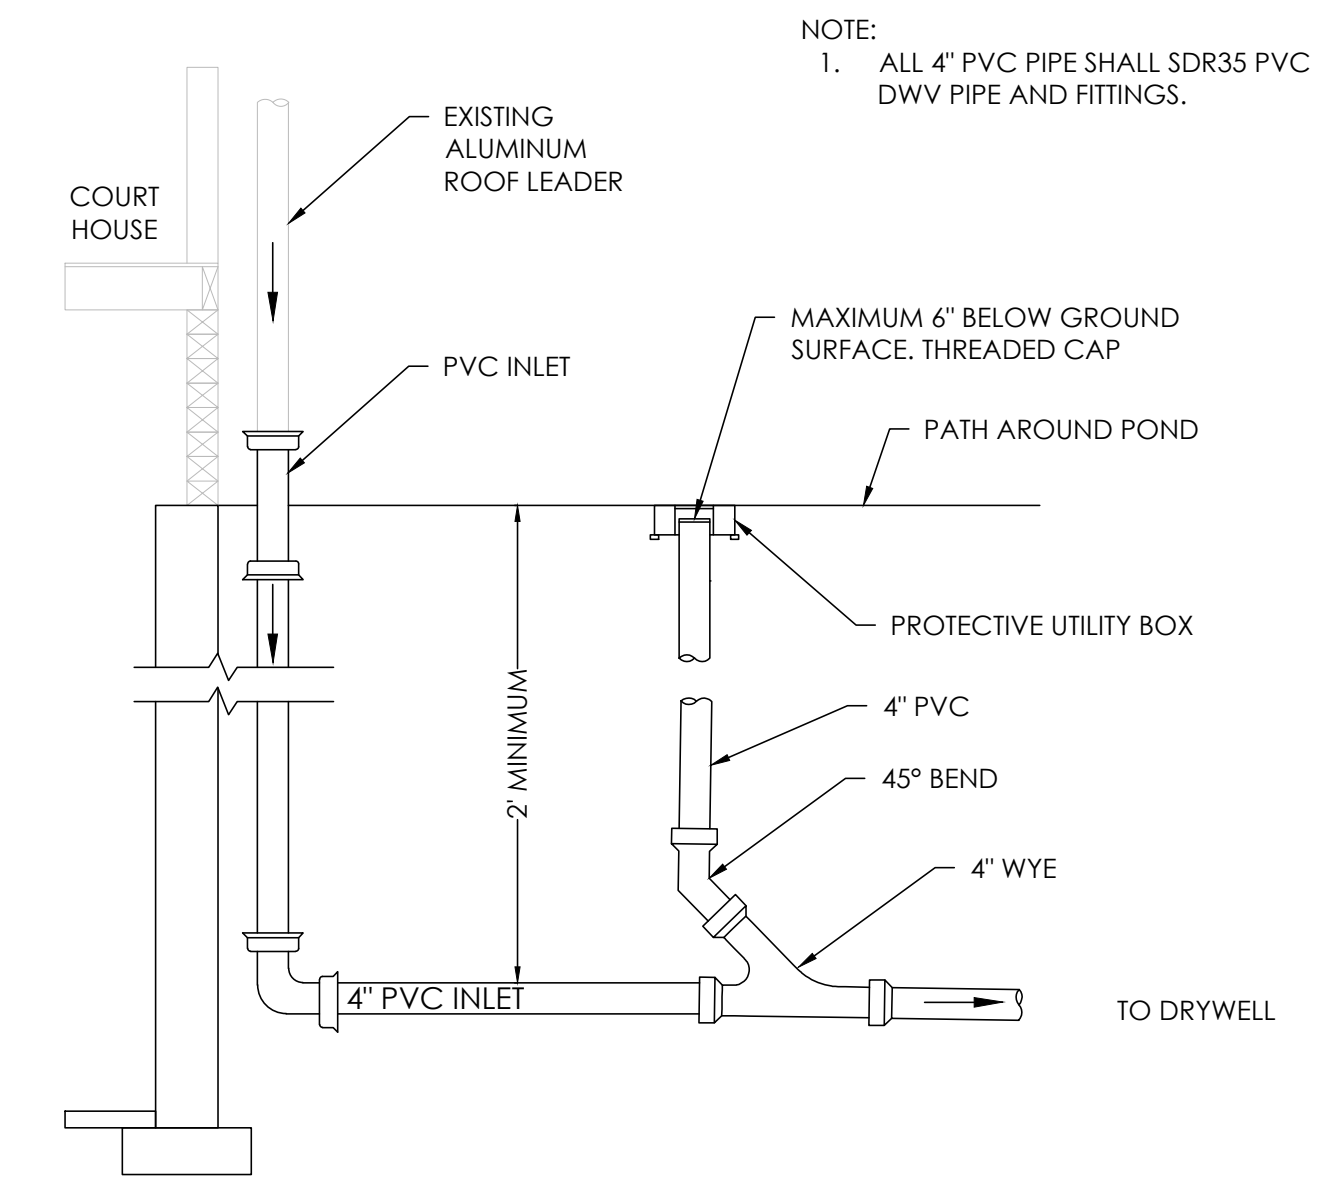 NOTE:
1. ALL 4" PVC PIPE SHALL SDR35 PVC
DWV PIPE AND FITTINGS.
EXISTING
ALUMINUM
ROOF LEADER
COURT
HOUSE
MAXIMUM 6" BELOW GROUND
SURFACE. THREADED CAP
PVC INLET
PATH AROUND POND
PROTECTIVE UTILITY BOX
2' MINIMUM
4" PVC
45° BEND
4" WYE
4" PVC INLET
TO DRYWELL